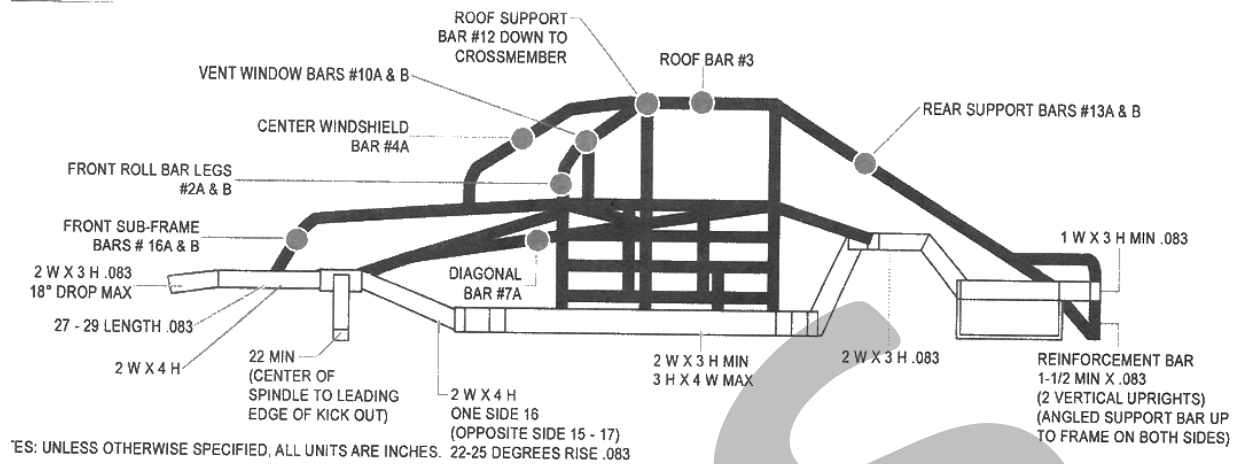 ROOF SUPPORT
BAR #12 DOWN TO
CROSSMEMBER
ROOF BAR #3
VENT WINDOW BARS #10A & B
REAR SUPPORT BARS #13A & B
CENTER WINDSHIELD
BAR #4A
FRONT ROLL BAR LEGS
#2A & B
FRONT SUB-FRAME
BARS # 16A & B
1 W X 3 H MIN .083
2 W X 3 H .083
18° DROP MAX
DIAGONAL
BAR #7A
27 - 29 LENGTH .083
2 W X 4 H
22 MIN
(CENTER OF
SPINDLE TO LEADING
EDGE OF KICK OUT)
2 W X 4 H
ONE SIDE 16
(OPPOSITE SIDE 15 - 17)
22-25 DEGREES RISE .083
2 W X 3 H MIN
3 H X 4 W MAX
2 W X 3 H .083
REINFORCEMENT BAR
1-1/2 MIN X .083
(2 VERTICAL UPRIGHTS)
(ANGLED SUPPORT BAR UP
TO FRAME ON BOTH SIDES)
ES: UNLESS OTHERWISE SPECIFIED, ALL UNITS ARE INCHES.